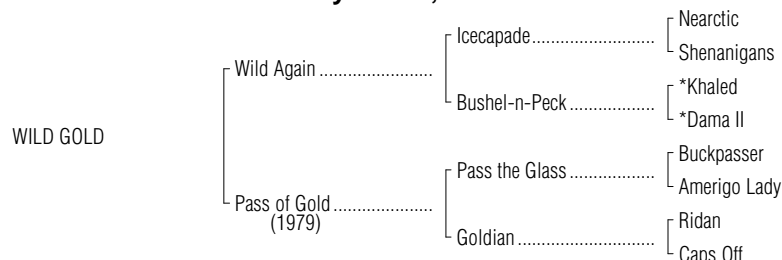 Nearctic
Icecapade
Shenanigans
Wild Again
*Khaled
Bushel-n-Peck
*Dama II
WILD GOLD
Buckpasser
Pass the Glass
Amerigo Lady
Pass of Gold
(1979)
Ridan
Goldian
Caps Off